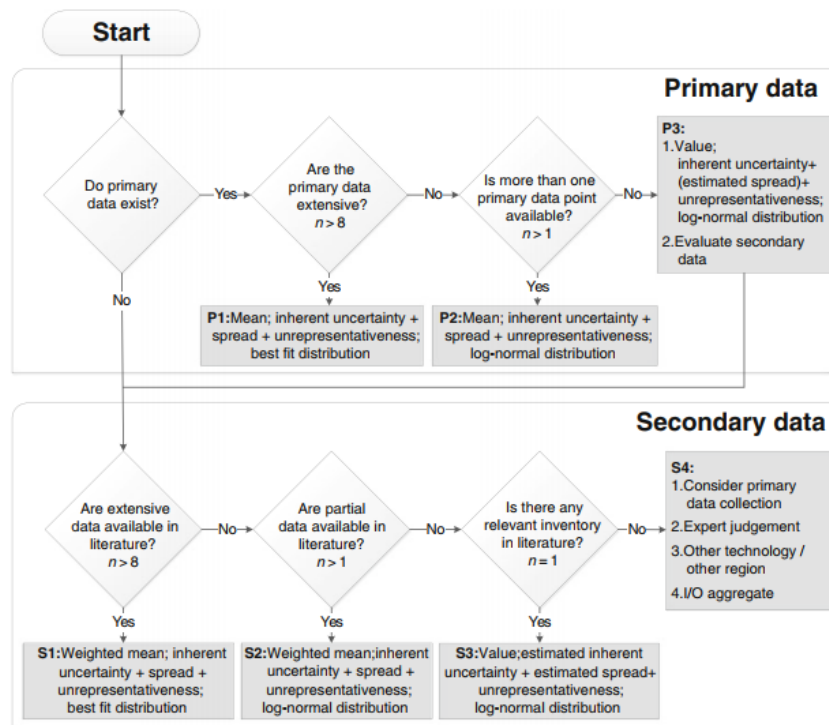 Start
Primary data
Do primary
data exist?
Yes
Are the
primary data
extensive?
n > 8
No
Is more than one
primary data point
available?
n > 1
No
P3:
1.Value;
inherent uncertainty+
(estimated spread)+
unrepresentativeness;
log-normal distribution
2.Evaluate secondary
data
No
Yes
Yes
P1:Mean; inherent uncertainty +
spread + unrepresentativeness;
best fit distribution
P2:Mean; inherent uncertainty +
spread + unrepresentativeness;
log-normal distribution
Secondary data
Are extensive
data available in
literature?
n > 8
No
Are partial
data available in
literature?
n > 1
No
Is there any
relevant inventory
in literature?
n = 1
No
S4:
1.Consider primary
data collection
2.Expert judgement
3.Other technology /
other region
4.I/O aggregate
Yes
Yes
Yes
S1:Weighted mean; inherent
uncertainty + spread +
unrepresentativeness;
best fit distribution
S2:Weighted mean;inherent
uncertainty + spread +
unrepresentativeness;
log-normal distribution
S3:Value;estimated inherent
uncertainty + estimated spread+
unrepresentativeness;
log-normal distribution